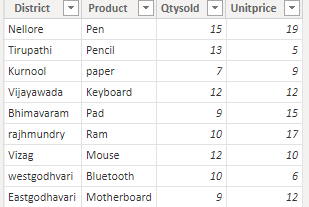 District Product Qtysold Unitprice
Nellore Pen 15 19
Tirupathi Pencil 13 5
Kurnool paper 7 9
Vijayawada Keyboard 12 12
Bhimavaram Pad 9 15
rajhmundry Ram 10 17
Vizag Mouse 12 10
westgodhvari Bluetooth 10 6
Eastgodhavari Motherboard 9 12